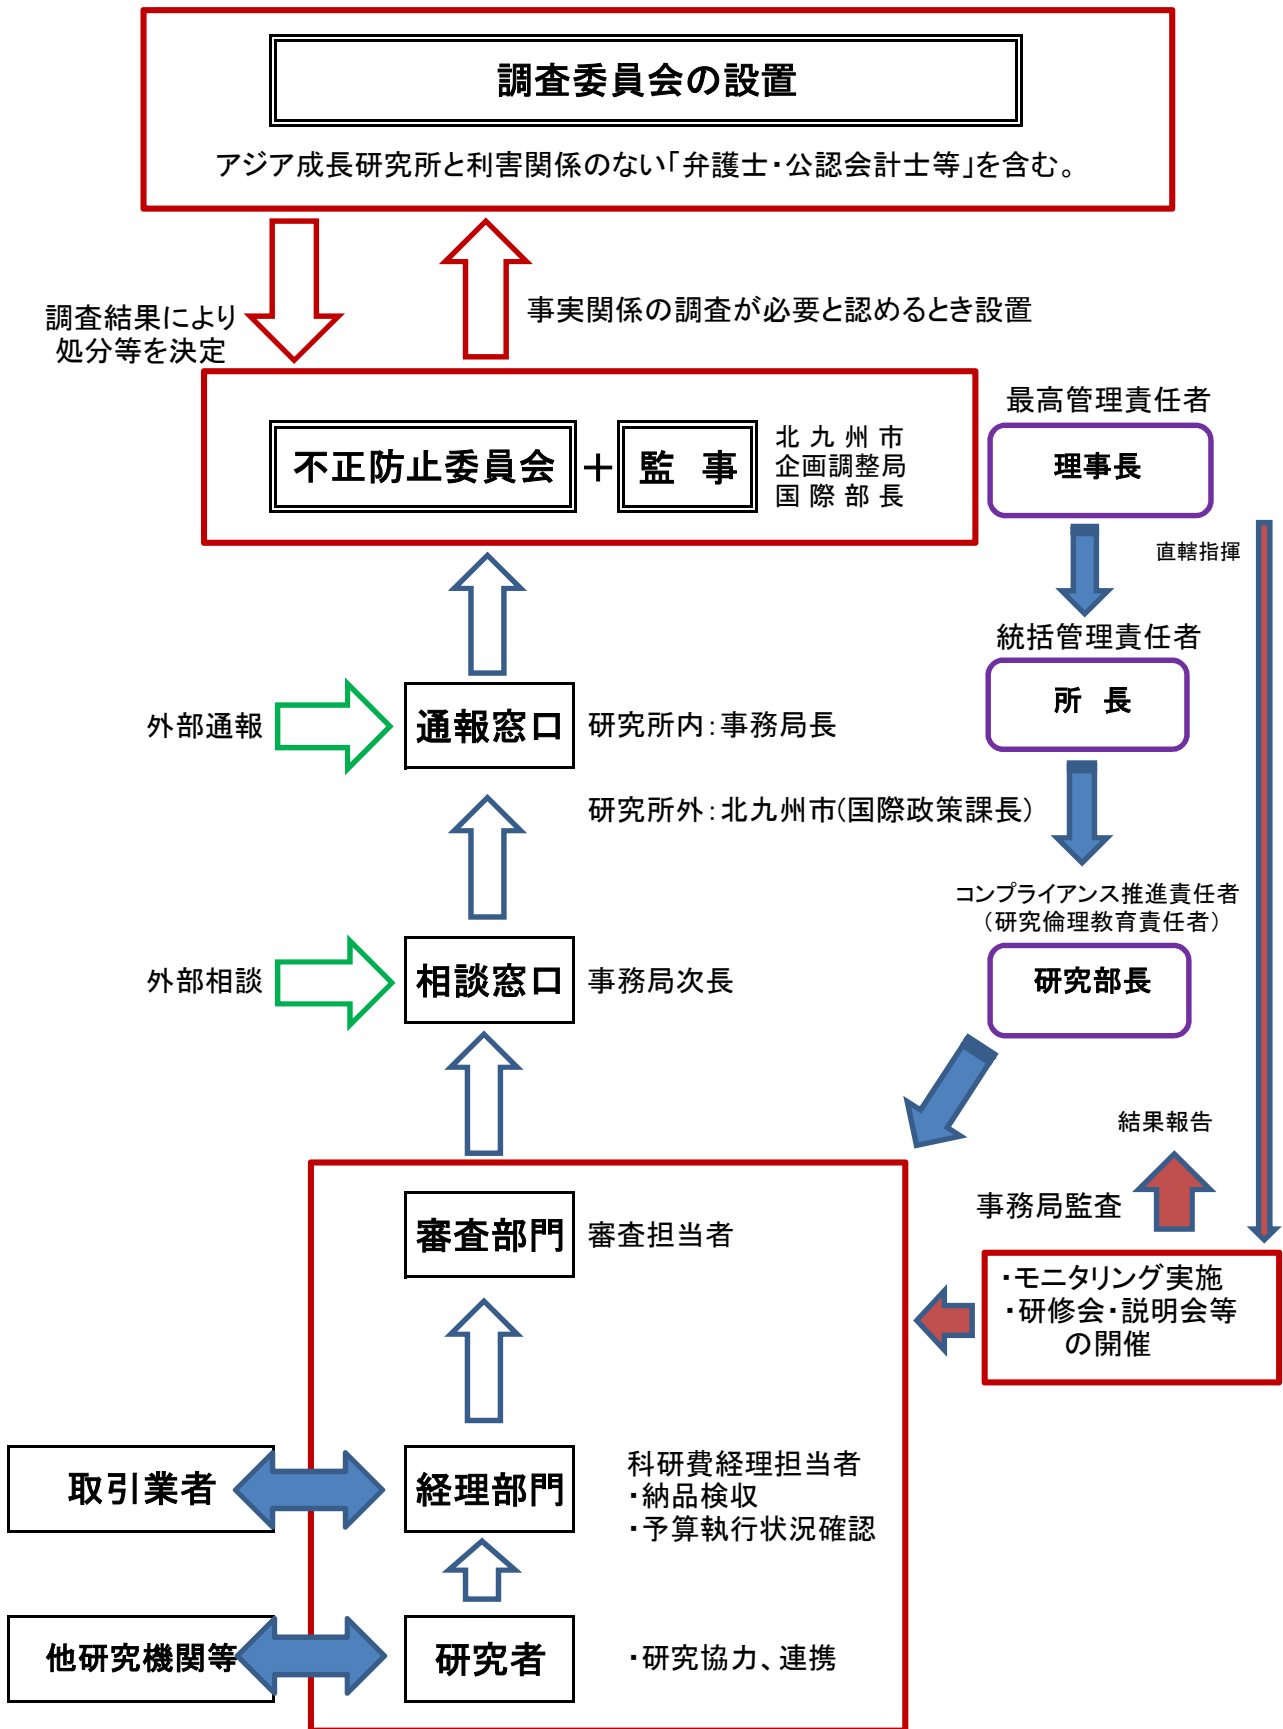 調査委員会の設置
アジア成長研究所と利害関係のない「弁護士・公認会計士等」を含む。
調査結果により
処分等を決定
事実関係の調査が必要と認めるとき設置
不正防止委員会
＋
監　事
北 九 州 市
企画調整局
国 際 部 長
最高管理責任者
理事長
直轄指揮
統括管理責任者
所　長
外部通報
通報窓口
研究所内：事務局長
研究所外：北九州市(国際政策課長)
コンプライアンス推進責任者
（研究倫理教育責任者）
研究部長
外部相談
相談窓口
事務局次長
結果報告
事務局監査
審査部門
審査担当者
・モニタリング実施
・研修会・説明会等
の開催
取引業者
経理部門
科研費経理担当者
・納品検収
・予算執行状況確認
他研究機関等
研究者
・研究協力、連携